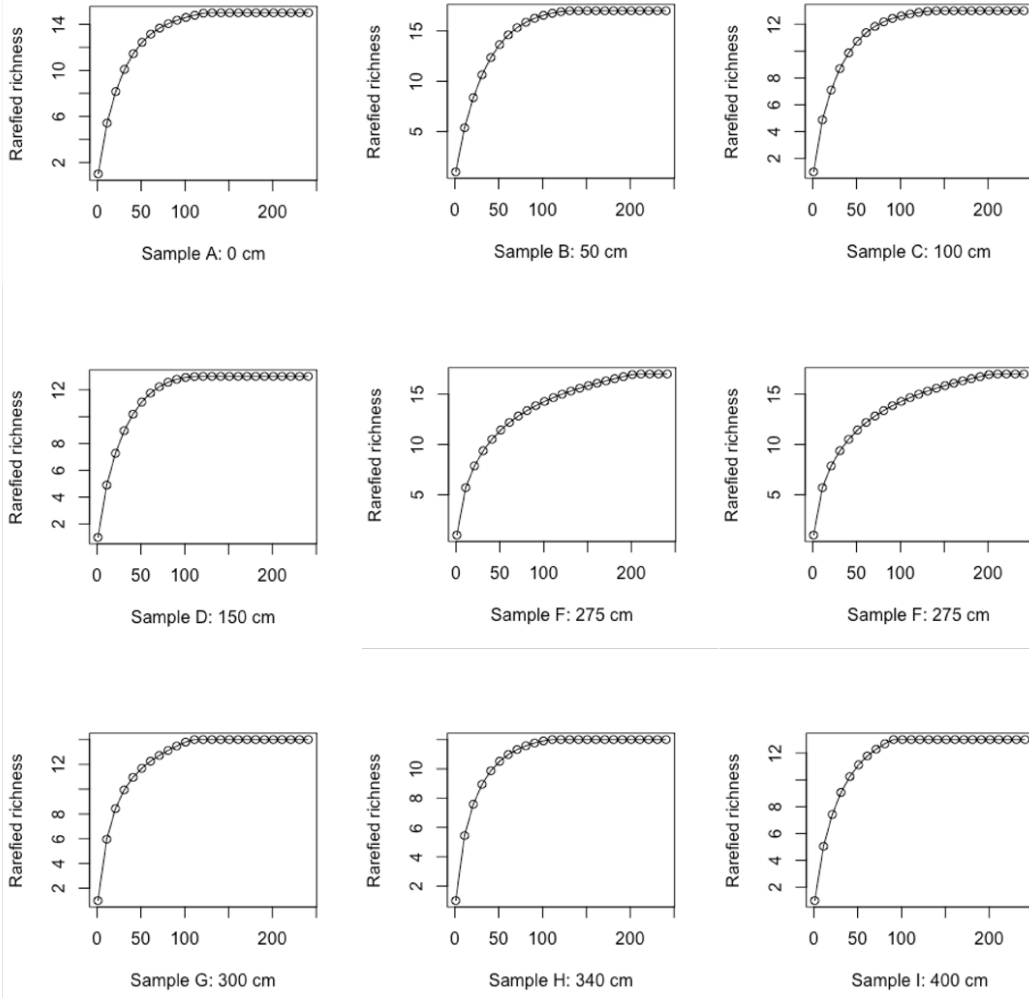 Rarefied richness
2 6 10 14
0 50 100 200
Sample A: 0 cm
Rarefied richness
5 10 15
0 50 100 200
Sample B: 50 cm
Rarefied richness
2 4 6 8 12
0 50 100 200
Sample C: 100 cm
Rarefied richness
2 4 6 8 12
0 50 100 200
Sample D: 150 cm
Rarefied richness
5 10 15
0 50 100 200
Sample F: 275 cm
Rarefied richness
5 10 15
0 50 100 200
Sample F: 275 cm
Rarefied richness
2 4 6 8 12
0 50 100 200
Sample G: 300 cm
Rarefied richness
2 4 6 8 10
0 50 100 200
Sample H: 340 cm
Rarefied richness
2 4 6 8 12
0 50 100 200
Sample I: 400 cm